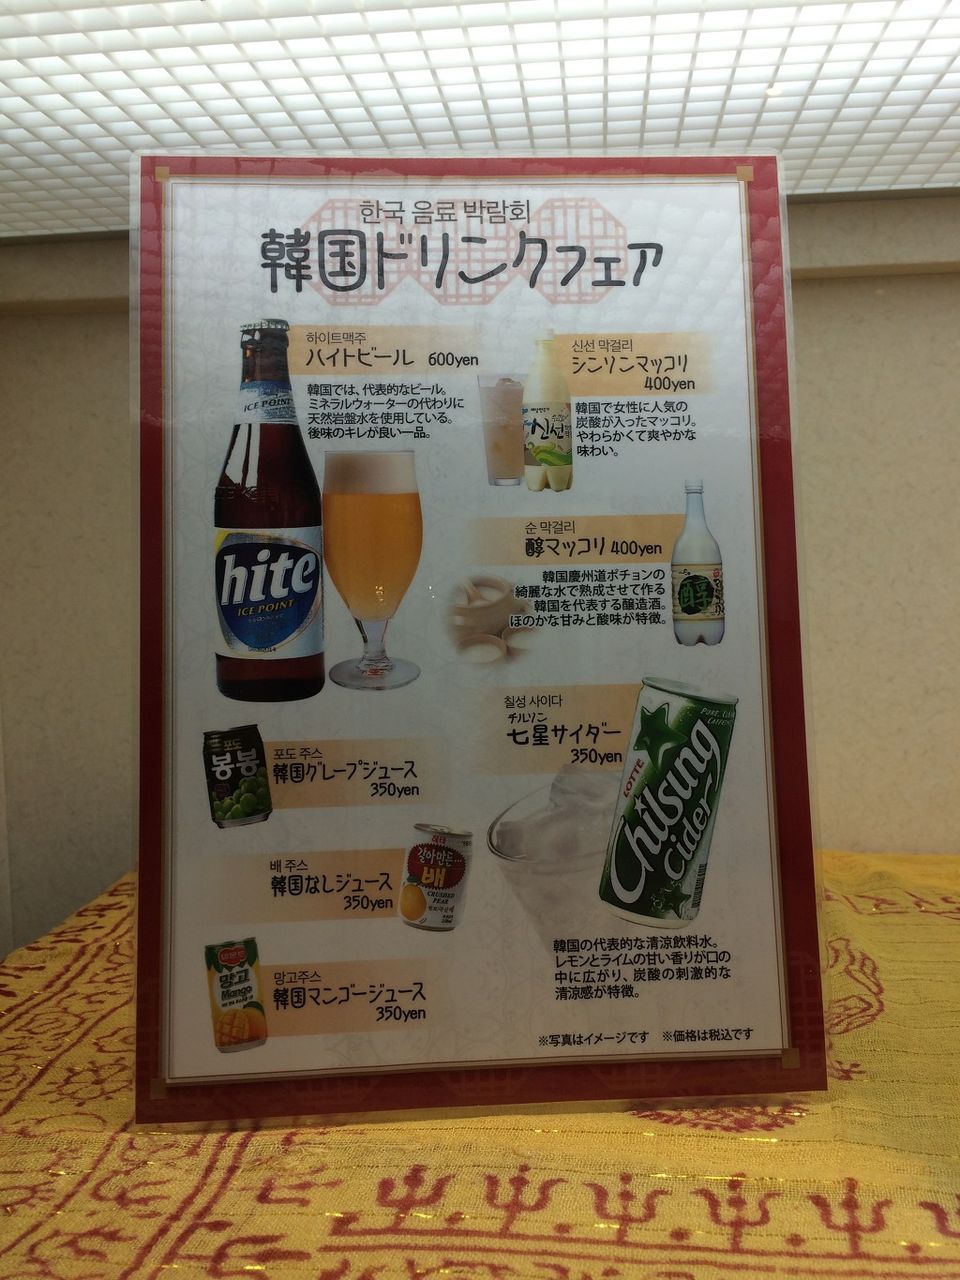 한국 음료 박람회
韓国ドリンクフェア
하이트맥주
ハイトビール 600yen
韓国では、代表的なビール。
ミネラルウォーターの代わりに
天然岩盤水を使用している。
後味のキレが良い一品。
hite
ICE POINT
hite
ICE POINT
신선 막걸리
シンソンマッコリ
400yen
韓国で女性に人気の
炭酸が入ったマッコリ。
やわらかくて爽やかな
味わい。
신선
순 막걸리
醇マッコリ 400yen
韓国慶州道ポチョンの
綺麗な水で熟成させて作る
韓国を代表する醸造酒。
ほのかな甘みと酸味が特徴。
醇
칠성 사이다
チルソン
七星サイダー
350yen
LOTTE
Chilsung
Cider
韓国の代表的な清涼飲料水。
レモンとライムの甘い香りが口の
中に広がり、炭酸の刺激的な
清涼感が特徴。
포도
봉봉
포도 주스
韓国グレープジュース
350yen
배 주스
韓国なしジュース
350yen
갈아만든
배
CRUSHED
PEAR
망고
Mango
망고주스
韓国マンゴージュース
350yen
※写真はイメージです ※価格は税込です